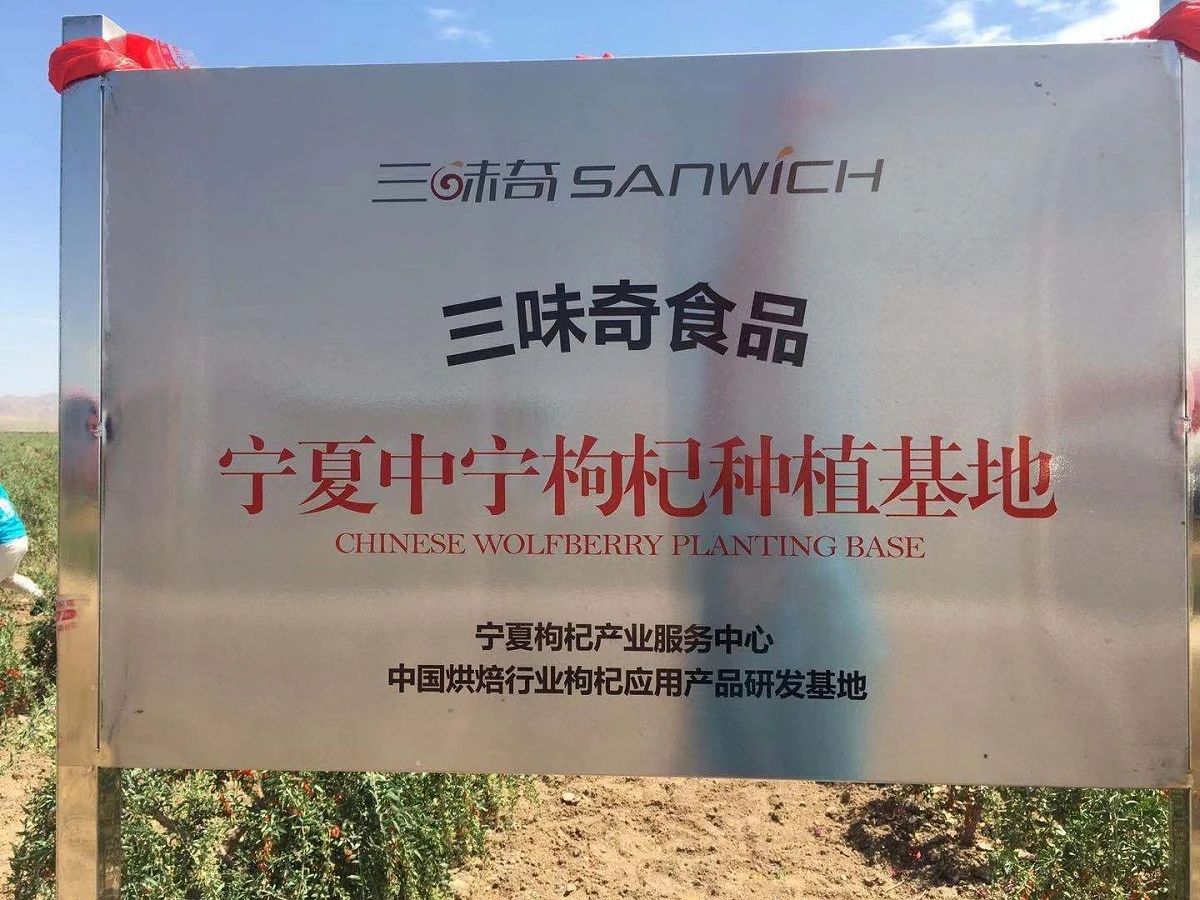 三味奇 SANWICH
三味奇食品
宁夏中宁枸杞种植基地
CHINESE WOLFBERRY PLANTING BASE
宁夏枸杞产业服务中心
中国烘焙行业枸杞应用产品研发基地